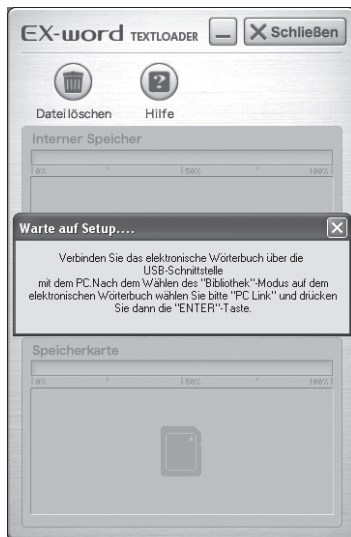 EX-word TEXTLOADER
Schließen
Datei löschen Hilfe
Interner Speicher
0% 50% 100%
Warte auf Setup....
Verbinden Sie das elektronische Wörterbuch über die
USB-Schnittstelle
mit dem PC.Nach dem Wählen des "Bibliothek"-Modus auf dem
elektronischen Wörterbuch wählen Sie bitte "PC Link" und drücken
Sie dann die "ENTER"-Taste.
Speicherkarte
0% 50% 100%